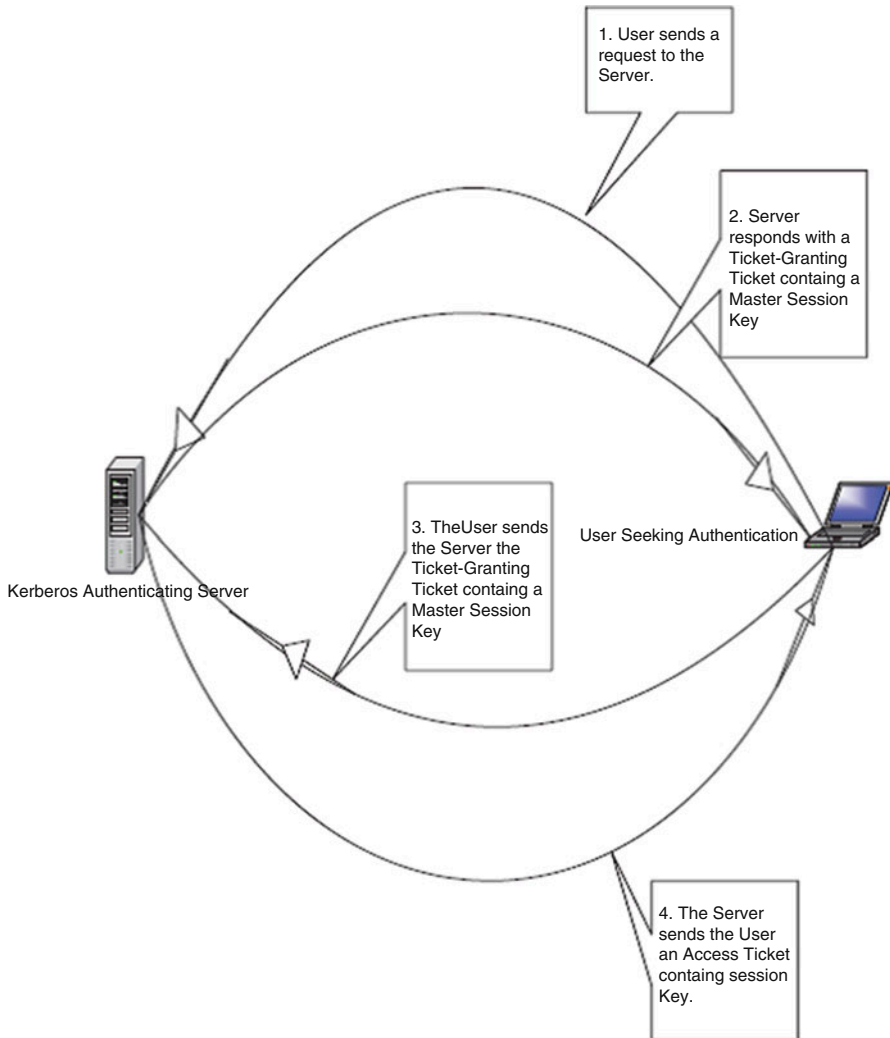 1. User sends a
request to the
Server.
2. Server
responds with a
Ticket-Granting
Ticket containg a
Master Session
Key
3. TheUser sends
the Server the
Ticket-Granting
Ticket containg a
Master Session
Key
User Seeking Authentication
Kerberos Authenticating Server
4. The Server
sends the User
an Access Ticket
containg session
Key.